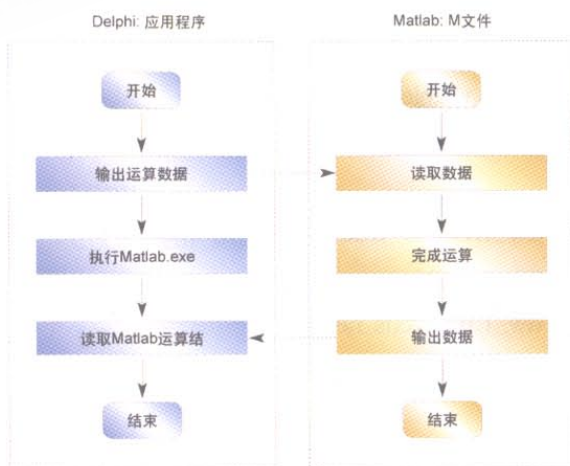 Delphi: 应用程序
开始
输出运算数据
执行Matlab.exe
读取Matlab运算结
结束
Matlab: M文件
开始
读取数据
完成运算
输出数据
结束